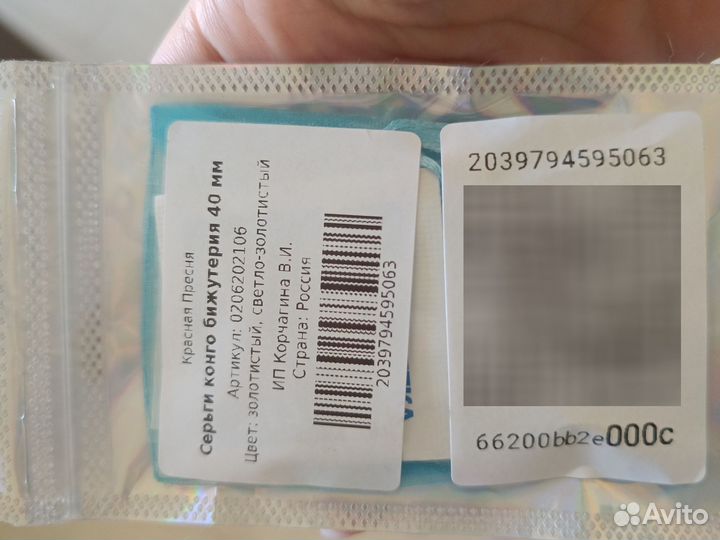 Красная Пресня
Серьги конго бижутерия 40 мм
Артикул: 0206202106
Цвет: золотистый, светло-золотистый
ИП Корчагина В.И.
Страна: Россия
2039794595063
2039794595063
66200bb2e000c
Avito